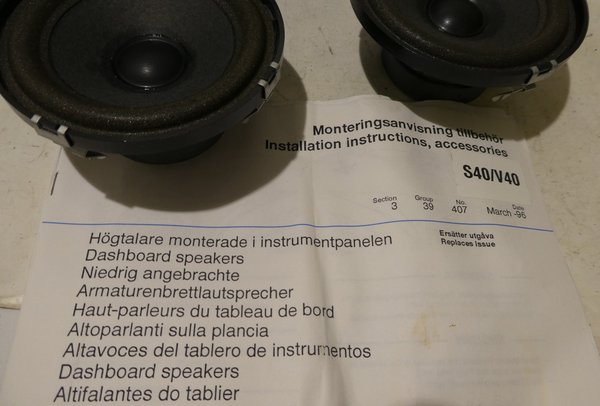 Monteringsanvisning tillbehör
Installation instructions, accessories
S40/V40
Section Group No. Date
3 39 407 March -96
Ersätter utgåva
Replaces issue
Högtalare monterade i instrumentpanelen
Dashboard speakers
Niedrig angebrachte
Armaturenbrettlautsprecher
Haut-parleurs du tableau de bord
Altoparlanti sulla plancia
Altavoces del tablero de instrumentos
Dashboard speakers
Altifalantes do tablier